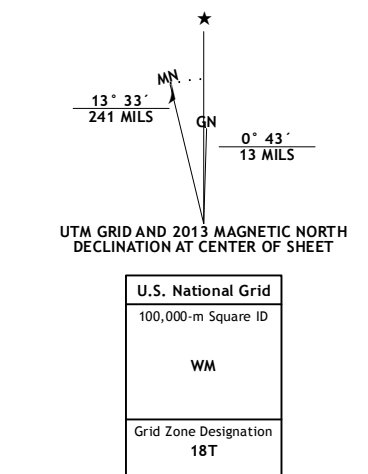 ★
MN
GN
13° 33´
241 MILS
0° 43´
13 MILS
UTM GRID AND 2013 MAGNETIC NORTH
DECLINATION AT CENTER OF SHEET
U.S. National Grid
100,000-m Square ID
WM
Grid Zone Designation
18T